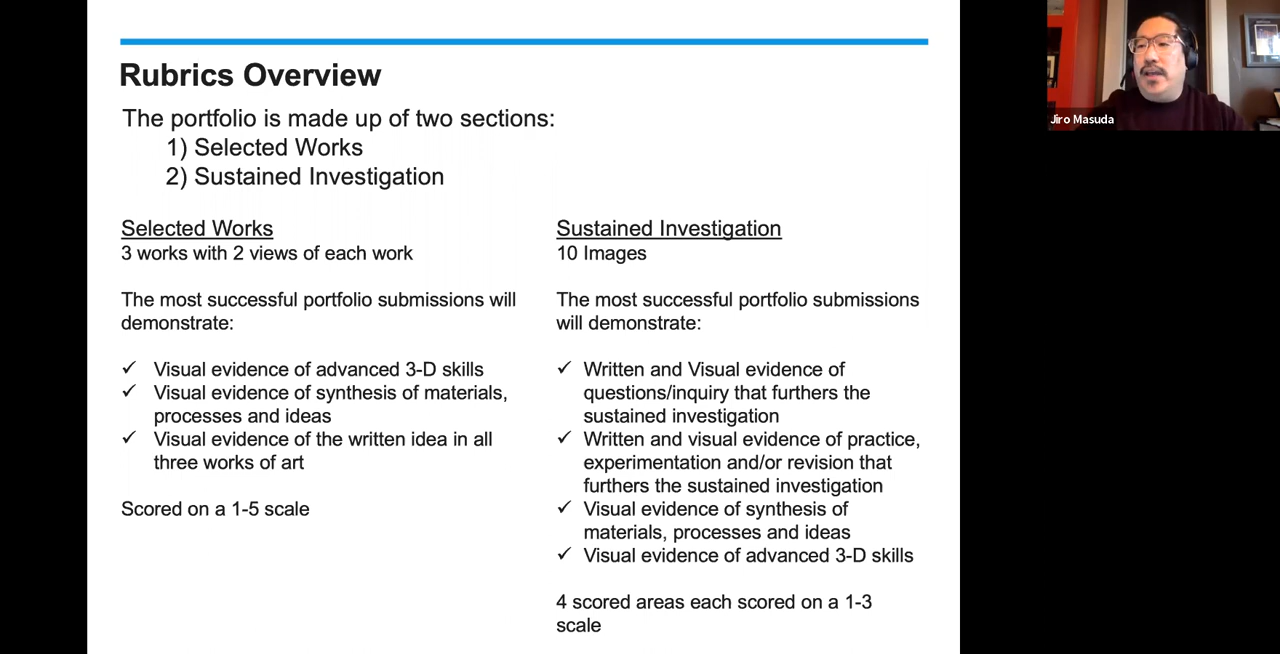 Rubrics Overview
The portfolio is made up of two sections:
1) Selected Works
2) Sustained Investigation
Selected Works
3 works with 2 views of each work
The most successful portfolio submissions will
demonstrate:
✓ Visual evidence of advanced 3-D skills
✓ Visual evidence of synthesis of materials,
processes and ideas
✓ Visual evidence of the written idea in all
three works of art
Scored on a 1-5 scale
Sustained Investigation
10 Images
The most successful portfolio submissions
will demonstrate:
✓ Written and Visual evidence of
questions/inquiry that furthers the
sustained investigation
✓ Written and visual evidence of practice,
experimentation and/or revision that
furthers the sustained investigation
✓ Visual evidence of synthesis of
materials, processes and ideas
✓ Visual evidence of advanced 3-D skills
4 scored areas each scored on a 1-3
scale
Jiro Masuda